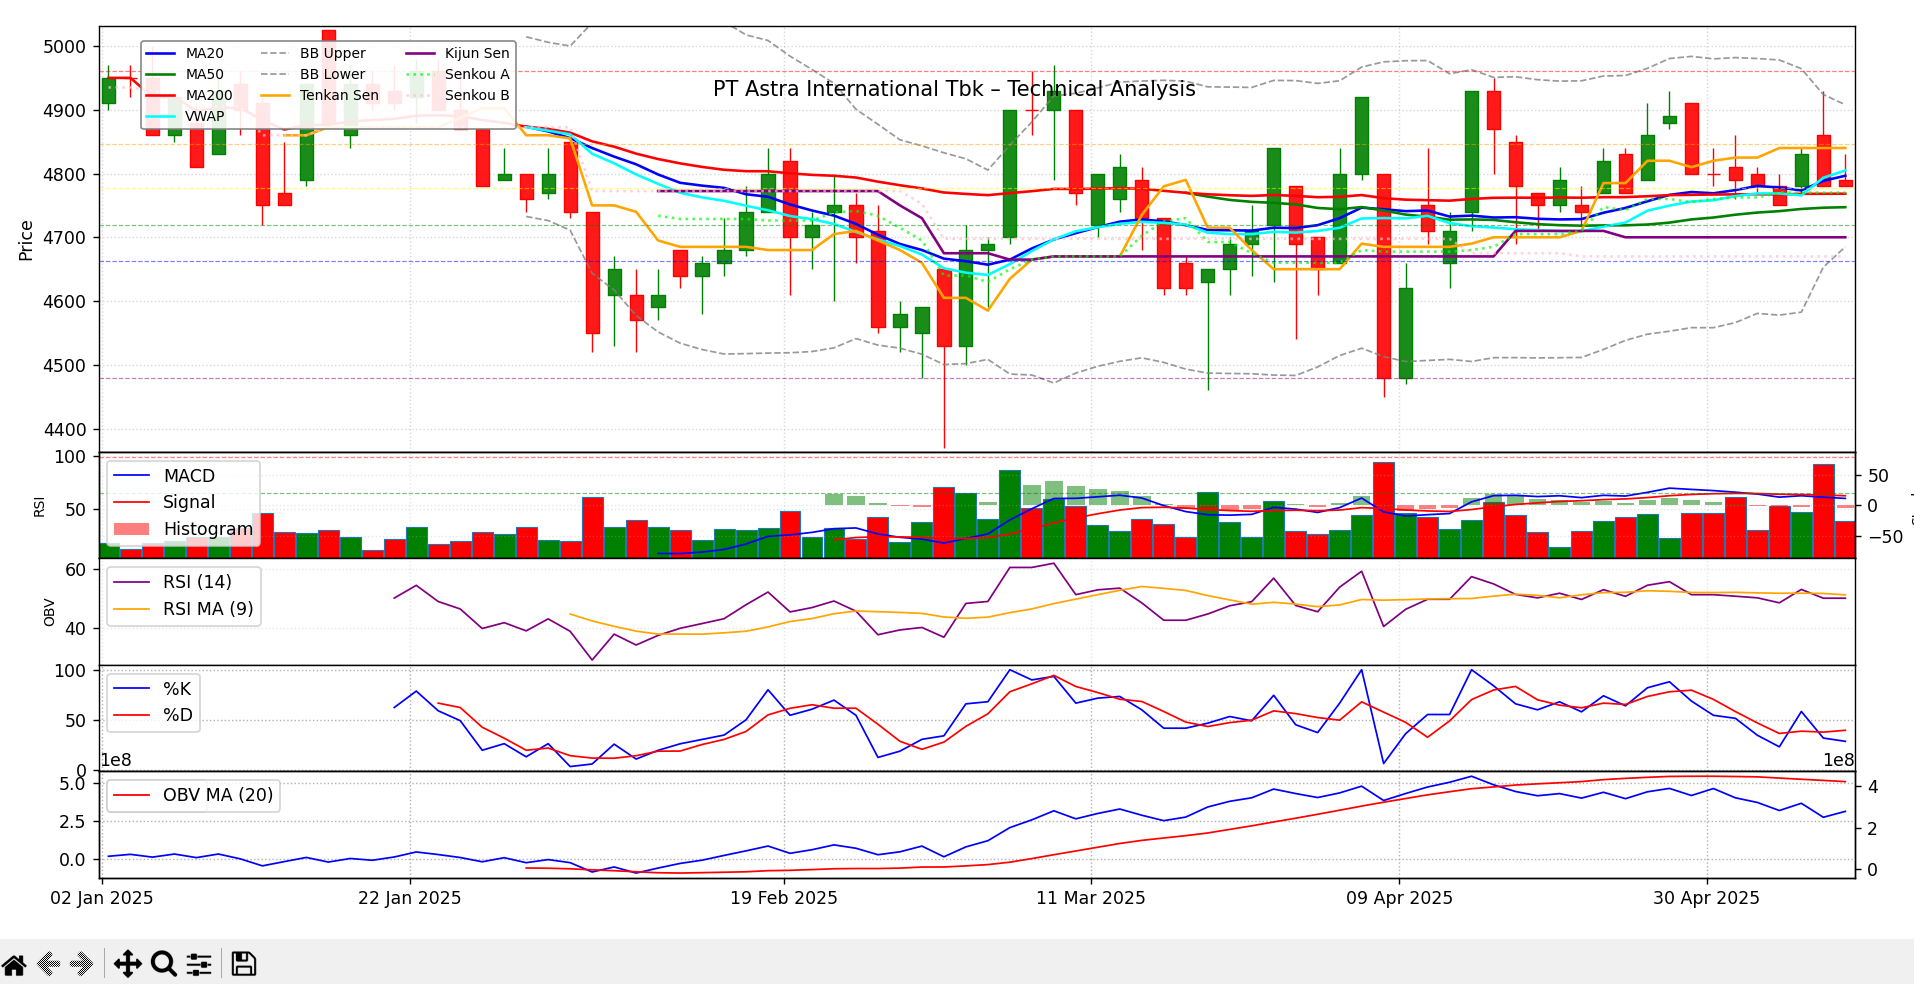 PT Astra International Tbk – Technical Analysis
MA20
MA50
MA200
VWAP
BB Upper
BB Lower
Tenkan Sen
Kijun Sen
Senkou A
Senkou B
Price
5000
4900
4800
4700
4600
4500
4400
MACD
Signal
Histogram
RSI
100
50
50
0
−50
RSI (14)
RSI MA (9)
OBV
60
40
%K
%D
100
50
0
1e8
1e8
OBV MA (20)
5.0
2.5
0.0
4
2
0
02 Jan 2025
22 Jan 2025
19 Feb 2025
11 Mar 2025
09 Apr 2025
30 Apr 2025